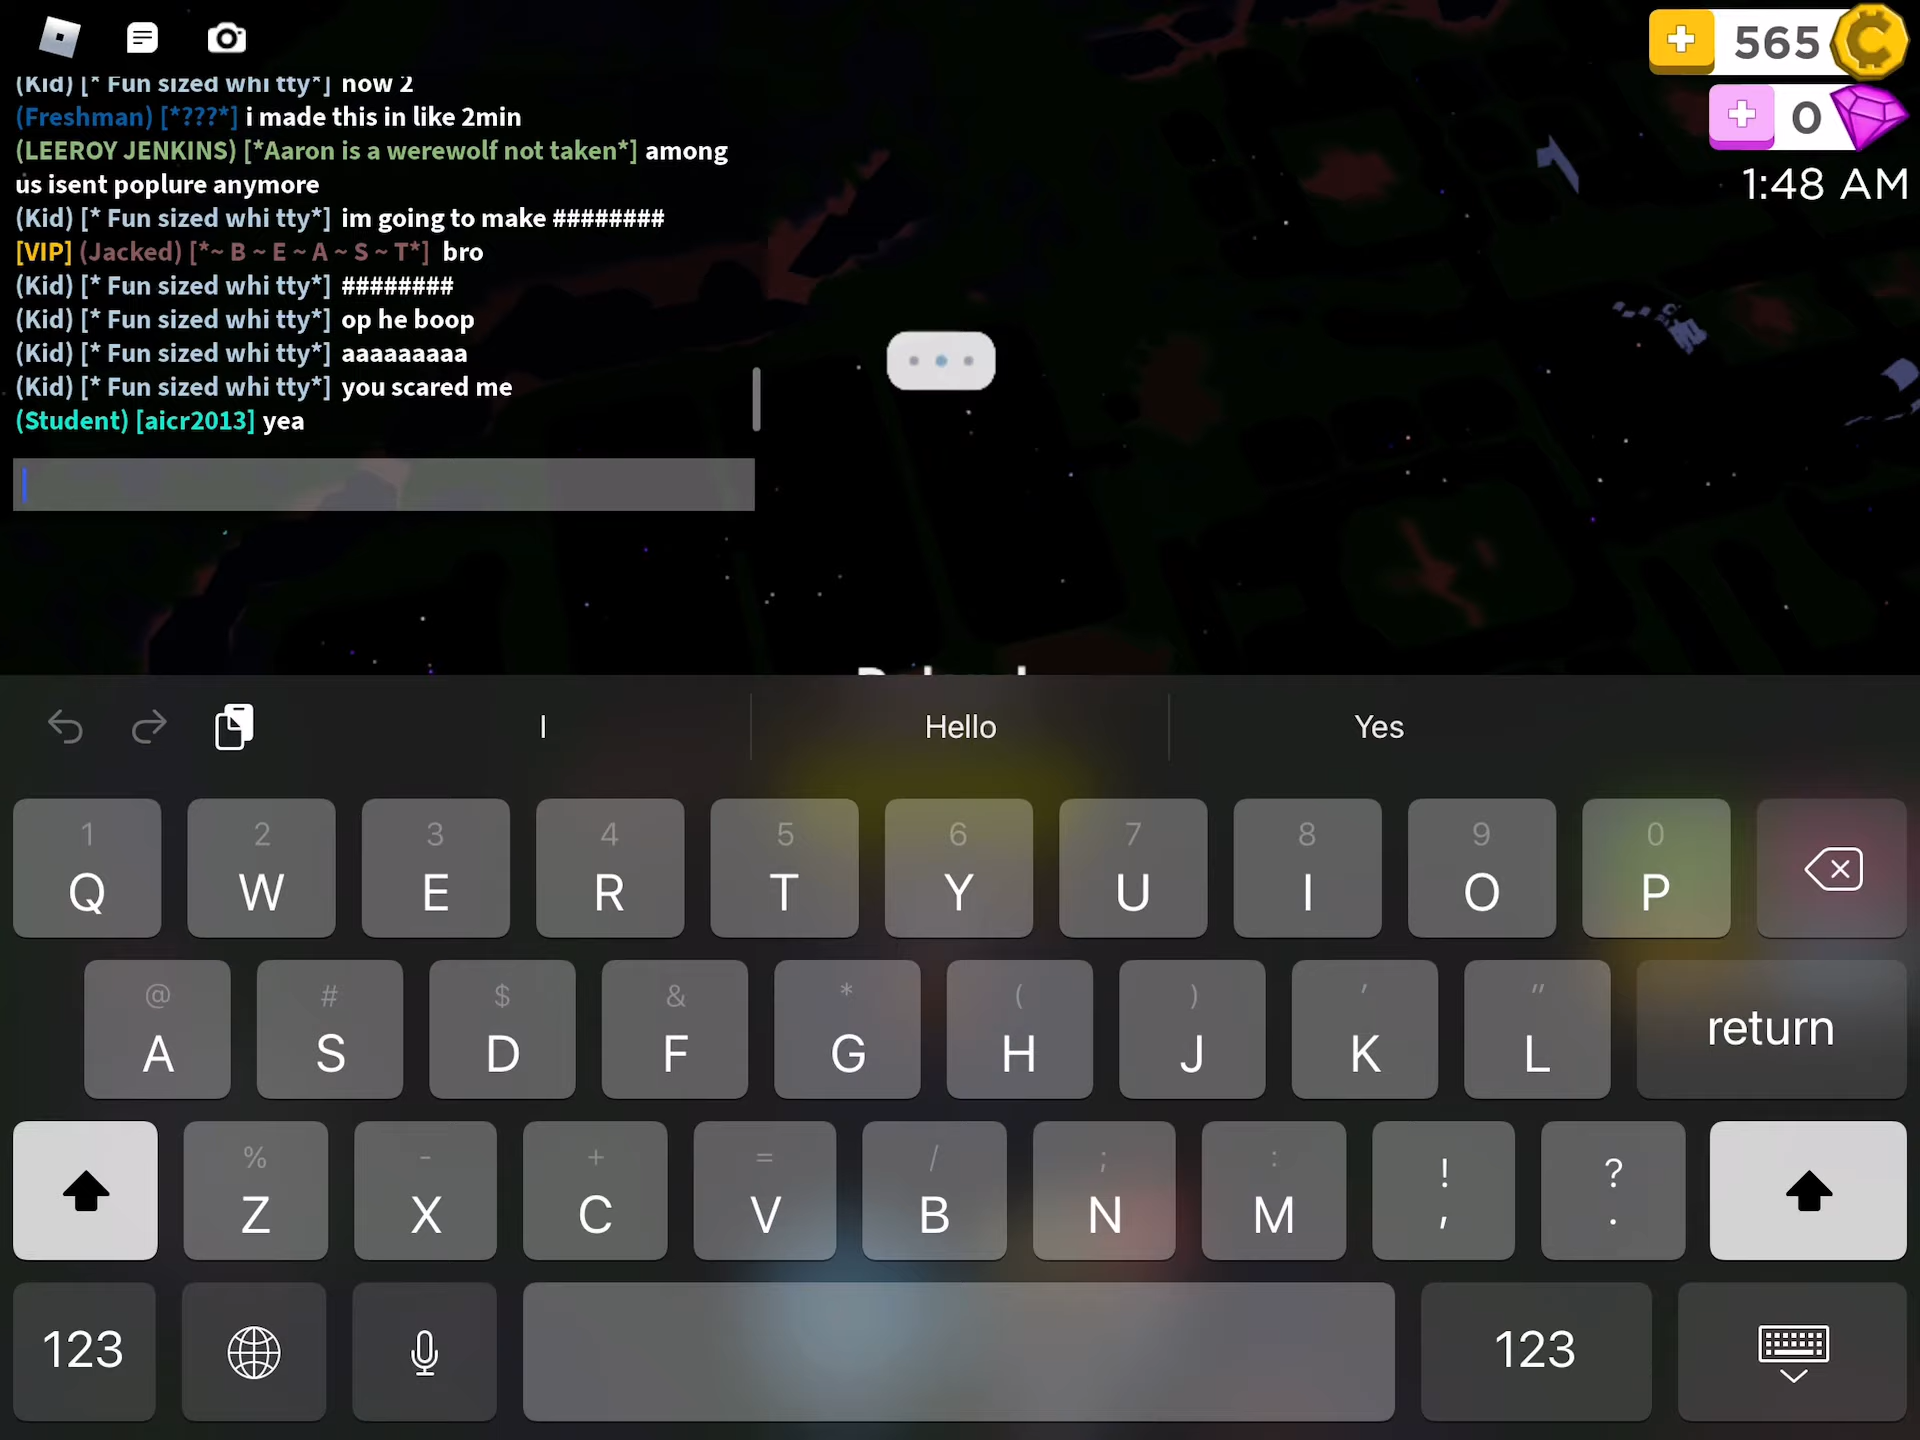 (Kid) [* Fun sized whi tty*] now 2
(Freshman) [*???*] i made this in like 2min
(LEEROY JENKINS) [*Aaron is a werewolf not taken*] among
us isent poplure anymore
(Kid) [* Fun sized whi tty*] im going to make ########
[VIP] (Jacked) [*~ B ~ E ~ A ~ S ~ T*] bro
(Kid) [* Fun sized whi tty*] ########
(Kid) [* Fun sized whi tty*] op he boop
(Kid) [* Fun sized whi tty*] aaaaaaaaa
(Kid) [* Fun sized whi tty*] you scared me
(Student) [aicr2013] yea
565
0
1:48 AM
I Hello Yes
1 2 3 4 5 6 7 8 9 0
Q W E R T Y U I O P
@ # $ & * ( ) ' "
A S D F G H J K L return
% - + = / ; : ! ?
Z X C V B N M , .
123 123